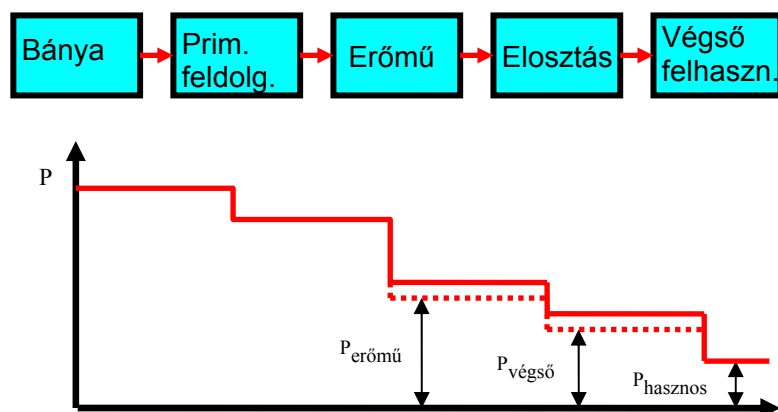 Bánya
Prim.
feldolg.
Erőmű
Elosztás
Végső
felhaszn.
P
Perőmű
Pvégső
Phasznos